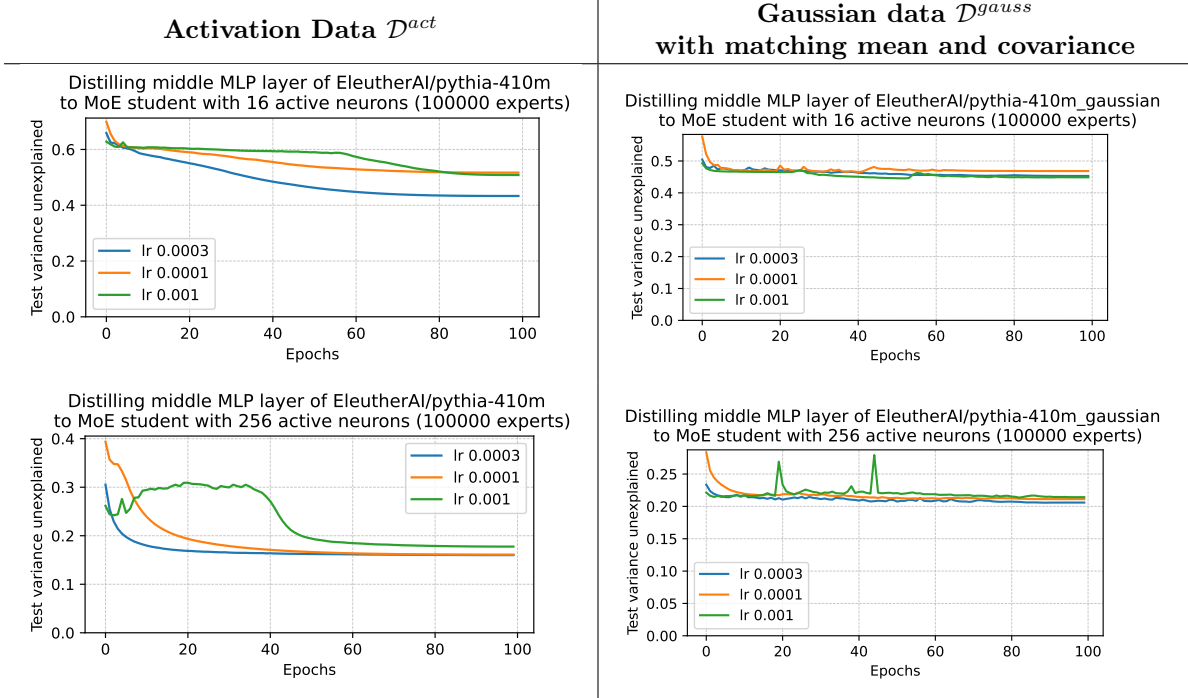 Activation Data 𝒟^act
Gaussian data 𝒟^gauss
with matching mean and covariance
Distilling middle MLP layer of EleutherAI/pythia-410m
to MoE student with 16 active neurons (100000 experts)
Test variance unexplained
0.6
0.4
0.2
0.0
lr 0.0003
lr 0.0001
lr 0.001
0 20 40 60 80 100
Epochs
Distilling middle MLP layer of EleutherAI/pythia-410m_gaussian
to MoE student with 16 active neurons (100000 experts)
Test variance unexplained
0.5
0.4
0.3
0.2
0.1
0.0
lr 0.0003
lr 0.0001
lr 0.001
0 20 40 60 80 100
Epochs
Distilling middle MLP layer of EleutherAI/pythia-410m
to MoE student with 256 active neurons (100000 experts)
Test variance unexplained
0.4
0.3
0.2
0.1
0.0
lr 0.0003
lr 0.0001
lr 0.001
0 20 40 60 80 100
Epochs
Distilling middle MLP layer of EleutherAI/pythia-410m_gaussian
to MoE student with 256 active neurons (100000 experts)
Test variance unexplained
0.25
0.20
0.15
0.10
0.05
0.00
lr 0.0003
lr 0.0001
lr 0.001
0 20 40 60 80 100
Epochs